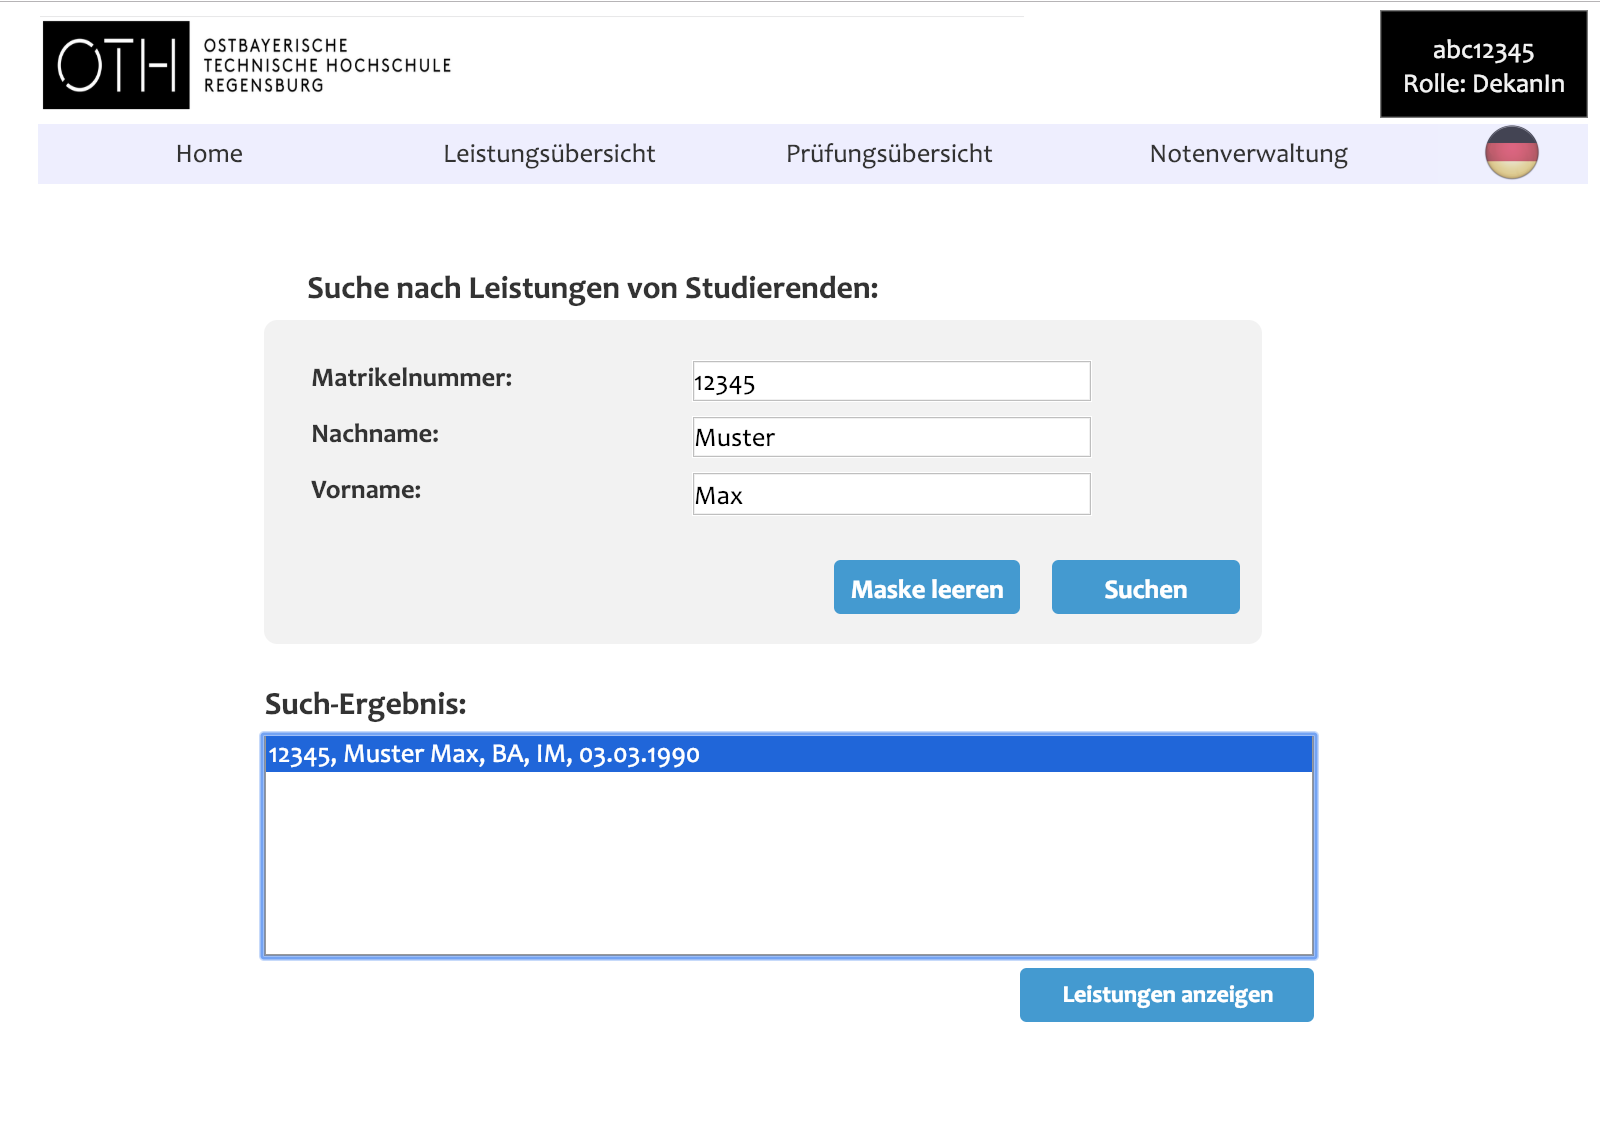 OTH
OSTBAYERISCHE
TECHNISCHE HOCHSCHULE
REGENSBURG
abc12345
Rolle: DekanIn
Home Leistungsübersicht Prüfungsübersicht Notenverwaltung
Suche nach Leistungen von Studierenden:
Matrikelnummer: 12345
Nachname: Muster
Vorname: Max
Maske leeren Suchen
Such-Ergebnis:
12345, Muster Max, BA, IM, 03.03.1990
Leistungen anzeigen